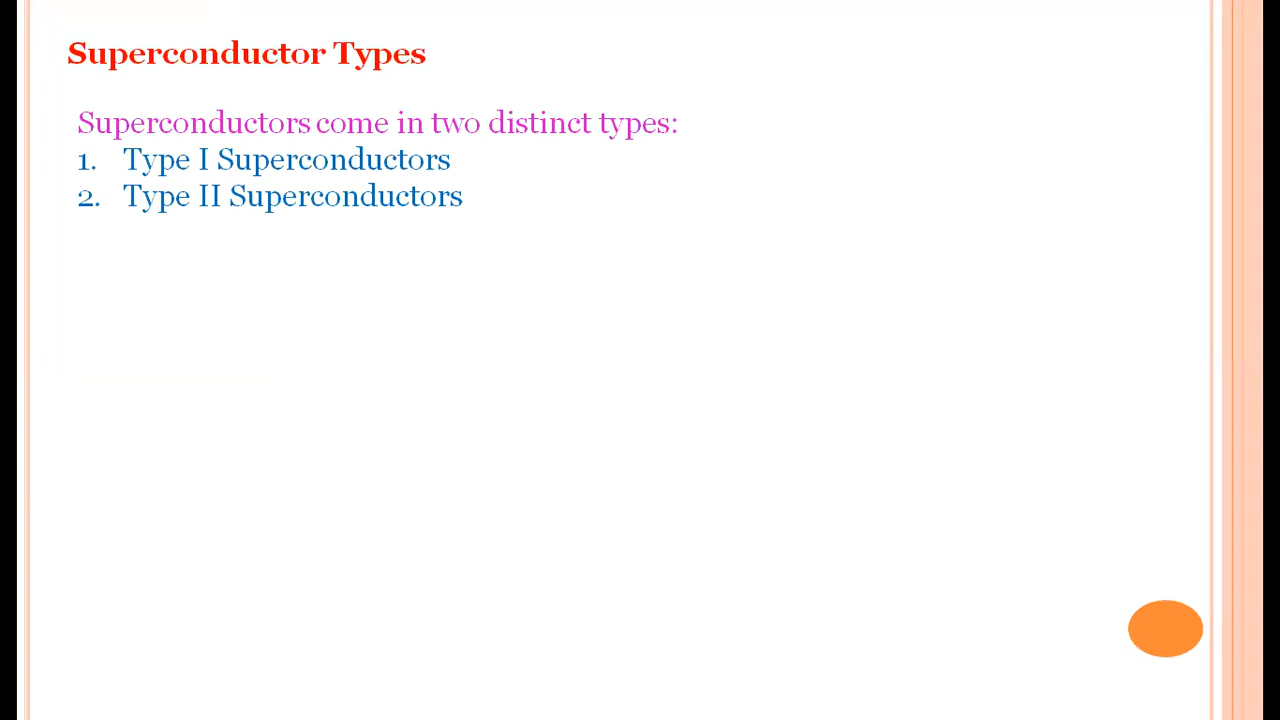 Superconductor Types
Superconductors come in two distinct types:
1. Type I Superconductors
2. Type II Superconductors